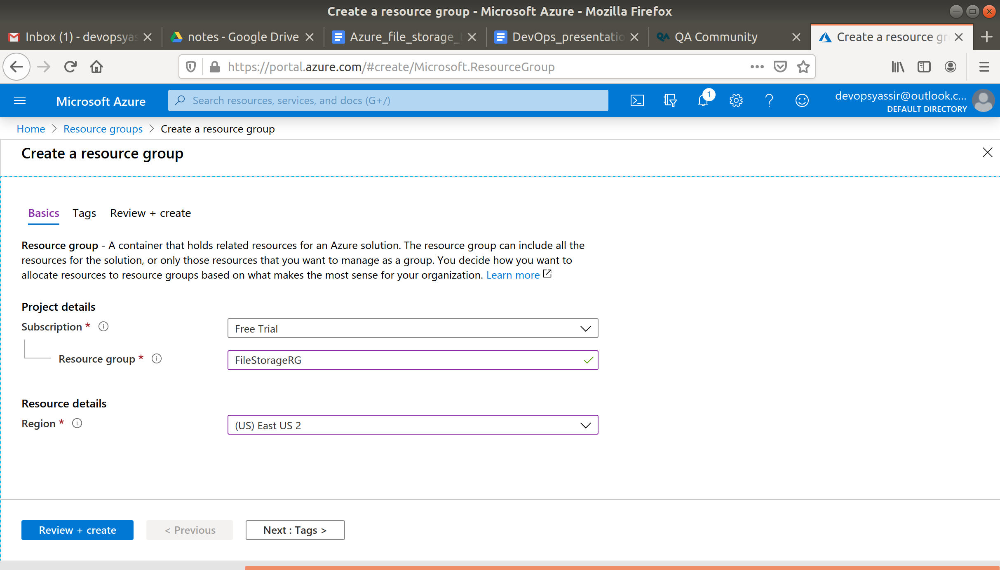 Create a resource group - Microsoft Azure - Mozilla Firefox
Inbox (1) - devopsyas
notes - Google Drive
Azure_file_storage_t
DevOps_presentatio
QA Community
Create a resource gr
https://portal.azure.com/#create/Microsoft.ResourceGroup
Microsoft Azure
Search resources, services, and docs (G+/)
1
devopsyassir@outlook.c...
DEFAULT DIRECTORY
Home > Resource groups > Create a resource group
Create a resource group
Basics Tags Review + create
Resource group - A container that holds related resources for an Azure solution. The resource group can include all the
resources for the solution, or only those resources that you want to manage as a group. You decide how you want to
allocate resources to resource groups based on what makes the most sense for your organization. Learn more
Project details
Subscription *
Free Trial
Resource group *
FileStorageRG
Resource details
Region *
(US) East US 2
Review + create
< Previous
Next : Tags >